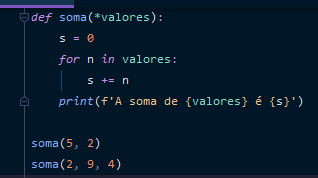 def soma(*valores):
    s = 0
    for n in valores:
        s += n
    print(f'A soma de {valores} é {s}')

soma(5, 2)
soma(2, 9, 4)